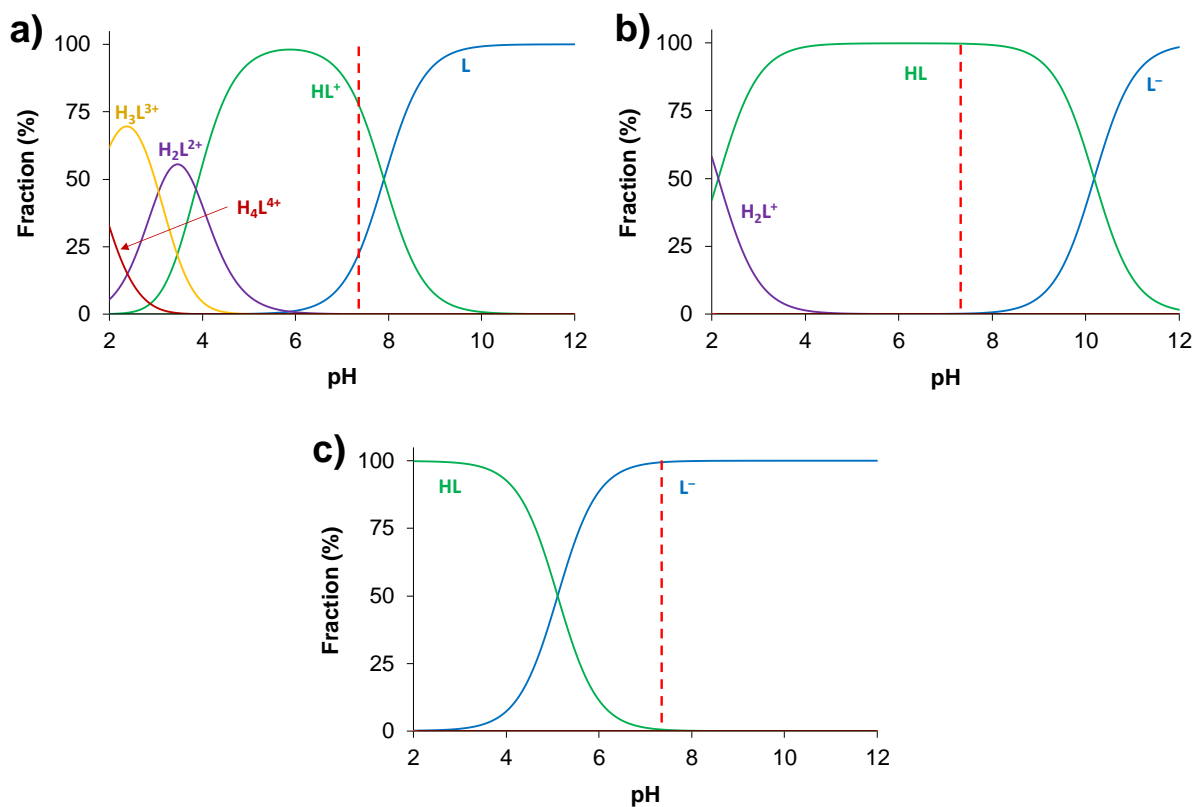 a)
b)
Fraction (%)
100
75
50
25
0
H₃L³⁺
H₂L²⁺
H₄L⁴⁺
HL⁺
L
2 4 6 8 10 12
pH
Fraction (%)
100
75
50
25
0
H₂L⁺
HL
L⁻
2 4 6 8 10 12
pH
c)
Fraction (%)
100
75
50
25
0
HL
L⁻
2 4 6 8 10 12
pH